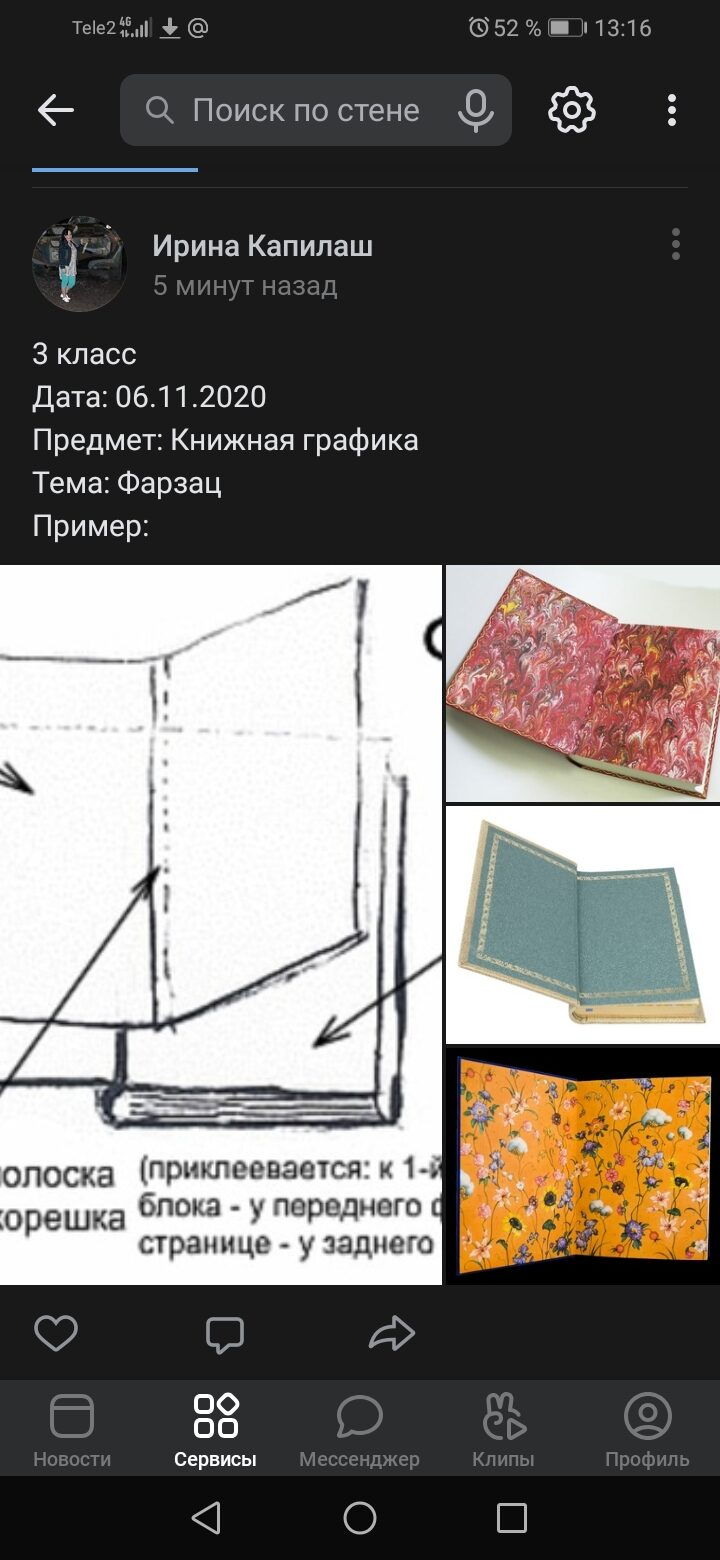 Tele2 4G 52 % 13:16
Поиск по стене
Ирина Капилаш
5 минут назад
3 класс
Дата: 06.11.2020
Предмет: Книжная графика
Тема: Фарзац
Пример:
(приклеевается: к 1-й
блока - у переднего
корешка
странице - у заднего
Новости Сервисы Мессенджер Клипы Профиль